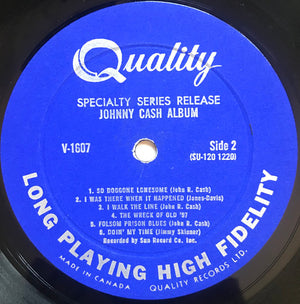 Quality
SPECIALTY SERIES RELEASE
JOHNNY CASH ALBUM
V-1607 Side 2
(SU-120 1220)
1. SO DOGGONE LONESOME (John R. Cash)
2. I WAS THERE WHEN IT HAPPENED (Jones-Davis)
3. I WALK THE LINE (John R. Cash)
4. THE WRECK OF OLD '97
5. FOLSOM PRISON BLUES (John R. Cash)
6. DOIN' MY TIME (Jimmy Skinner)
Recorded by Sun Record Co. Inc.
LONG PLAYING HIGH FIDELITY
MADE IN CANADA QUALITY RECORDS LTD.